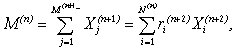 M^{(n)} = \sum_{j=1}^{M^{(n+1)}-} X_j^{(n+1)} = \sum_{i=1}^{N^{(n)}} r_i^{(n+2)} X_i^{(n+2)},